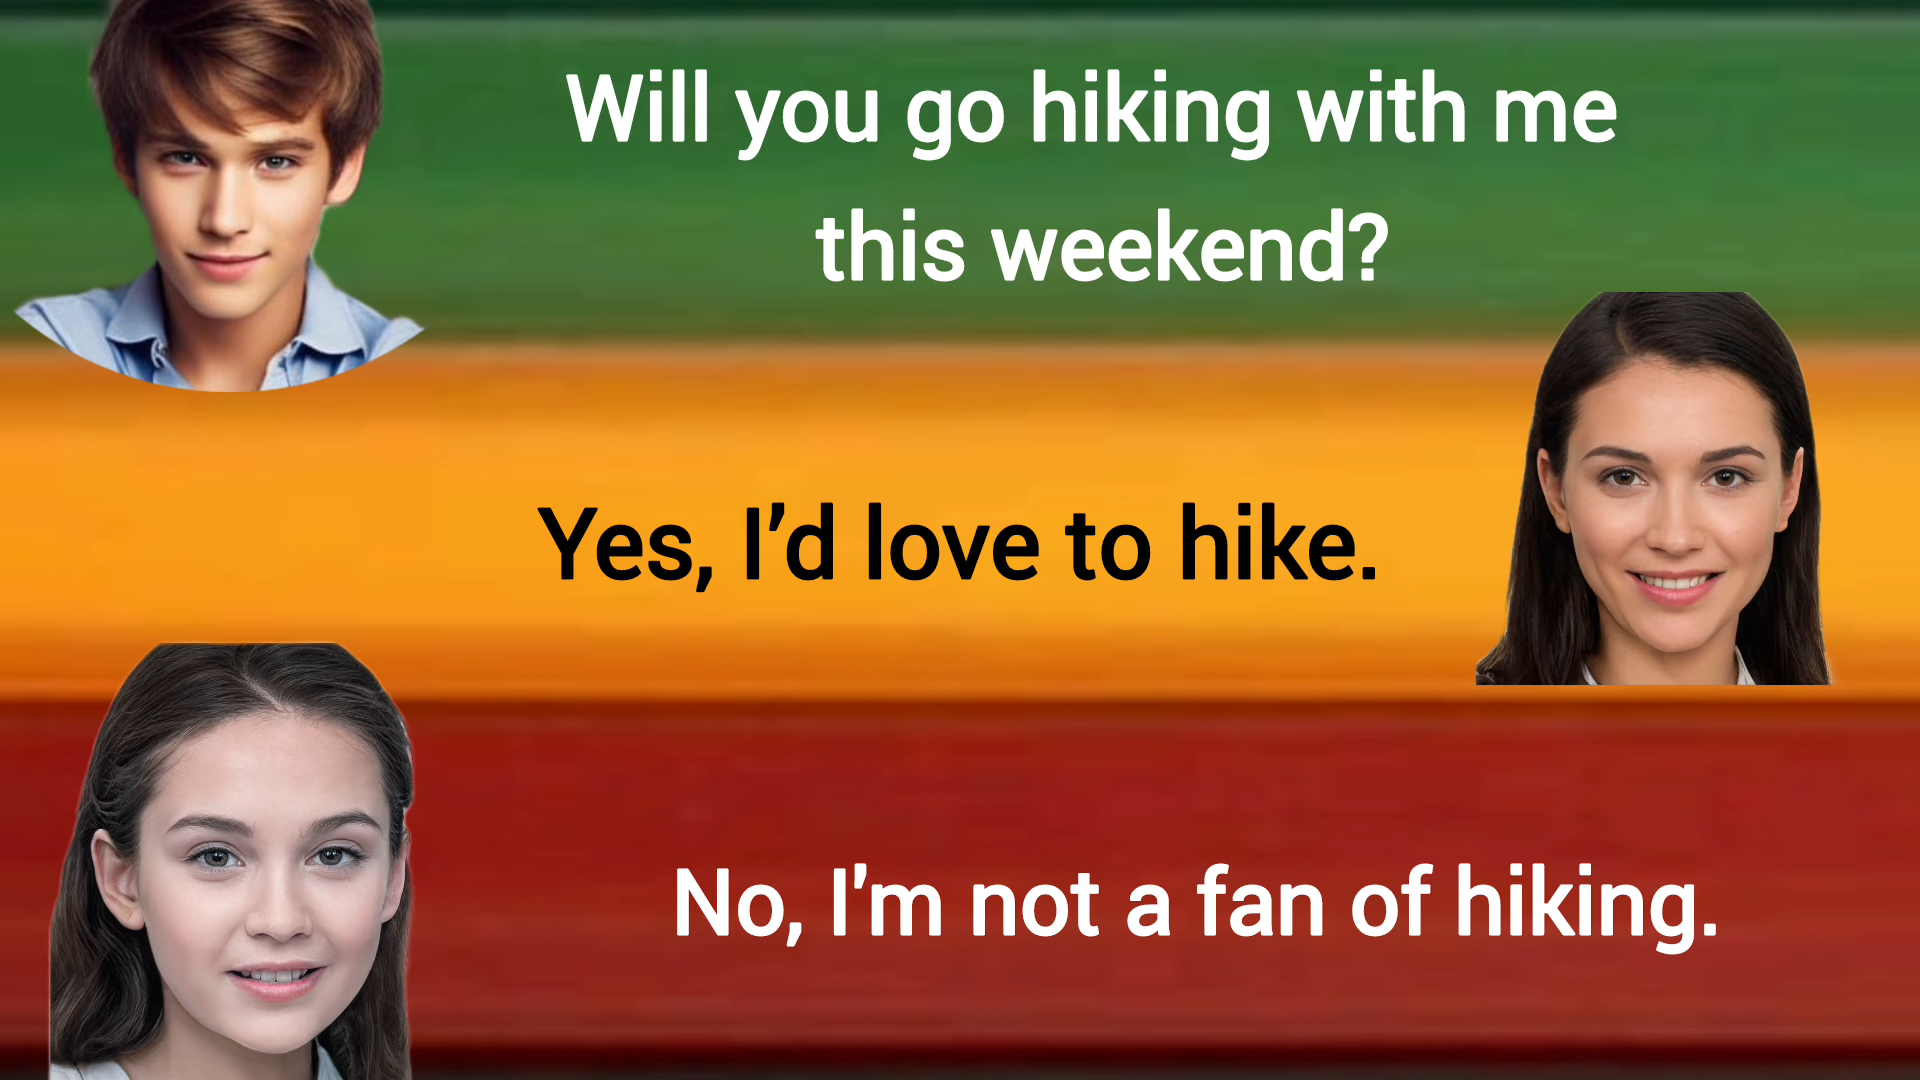 Will you go hiking with me
this weekend?
Yes, I’d love to hike.
No, I'm not a fan of hiking.